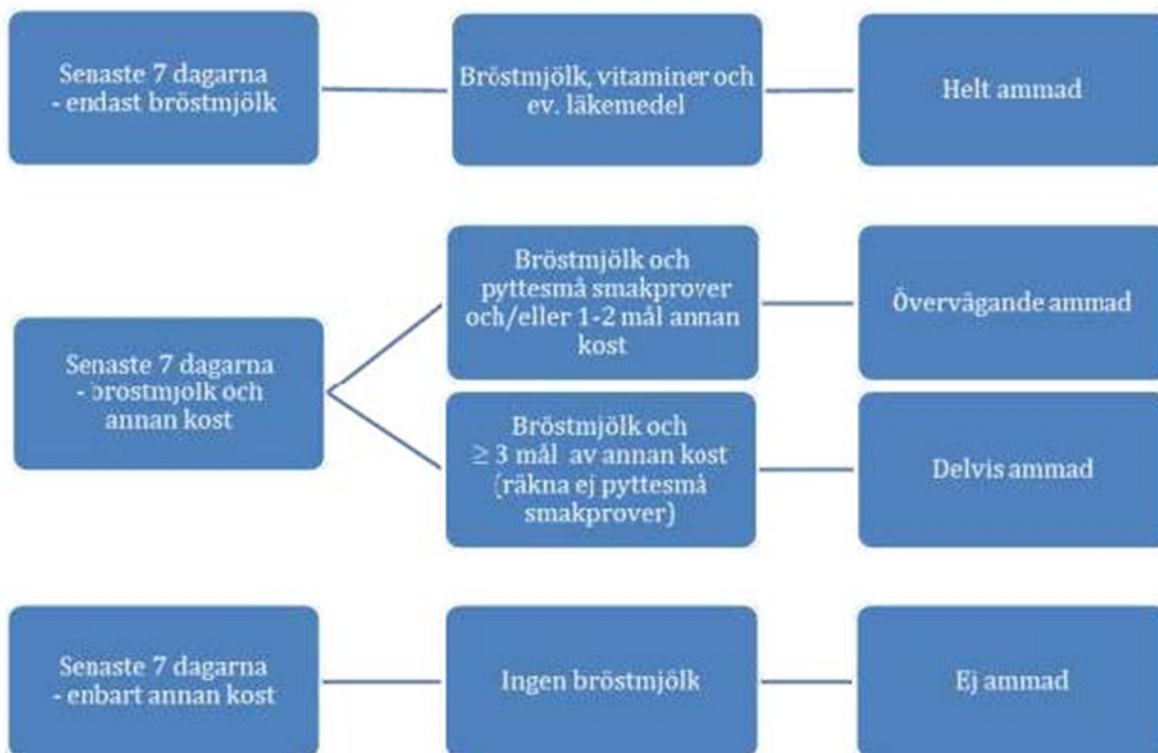 Senaste 7 dagarna
- endast bröstmjölk
Bröstmjölk, vitaminer och
ev. läkemedel
Helt ammad
Senaste 7 dagarna
- bröstmjölk och
annan kost
Bröstmjölk och
pyttesmå smakprover
och/eller 1-2 mål annan
kost
Övervägande ammad
Bröstmjölk och
≥ 3 mål av annan kost
(räkna ej pyttesmå
smakprover)
Delvis ammad
Senaste 7 dagarna
- enbart annan kost
Ingen bröstmjölk
Ej ammad